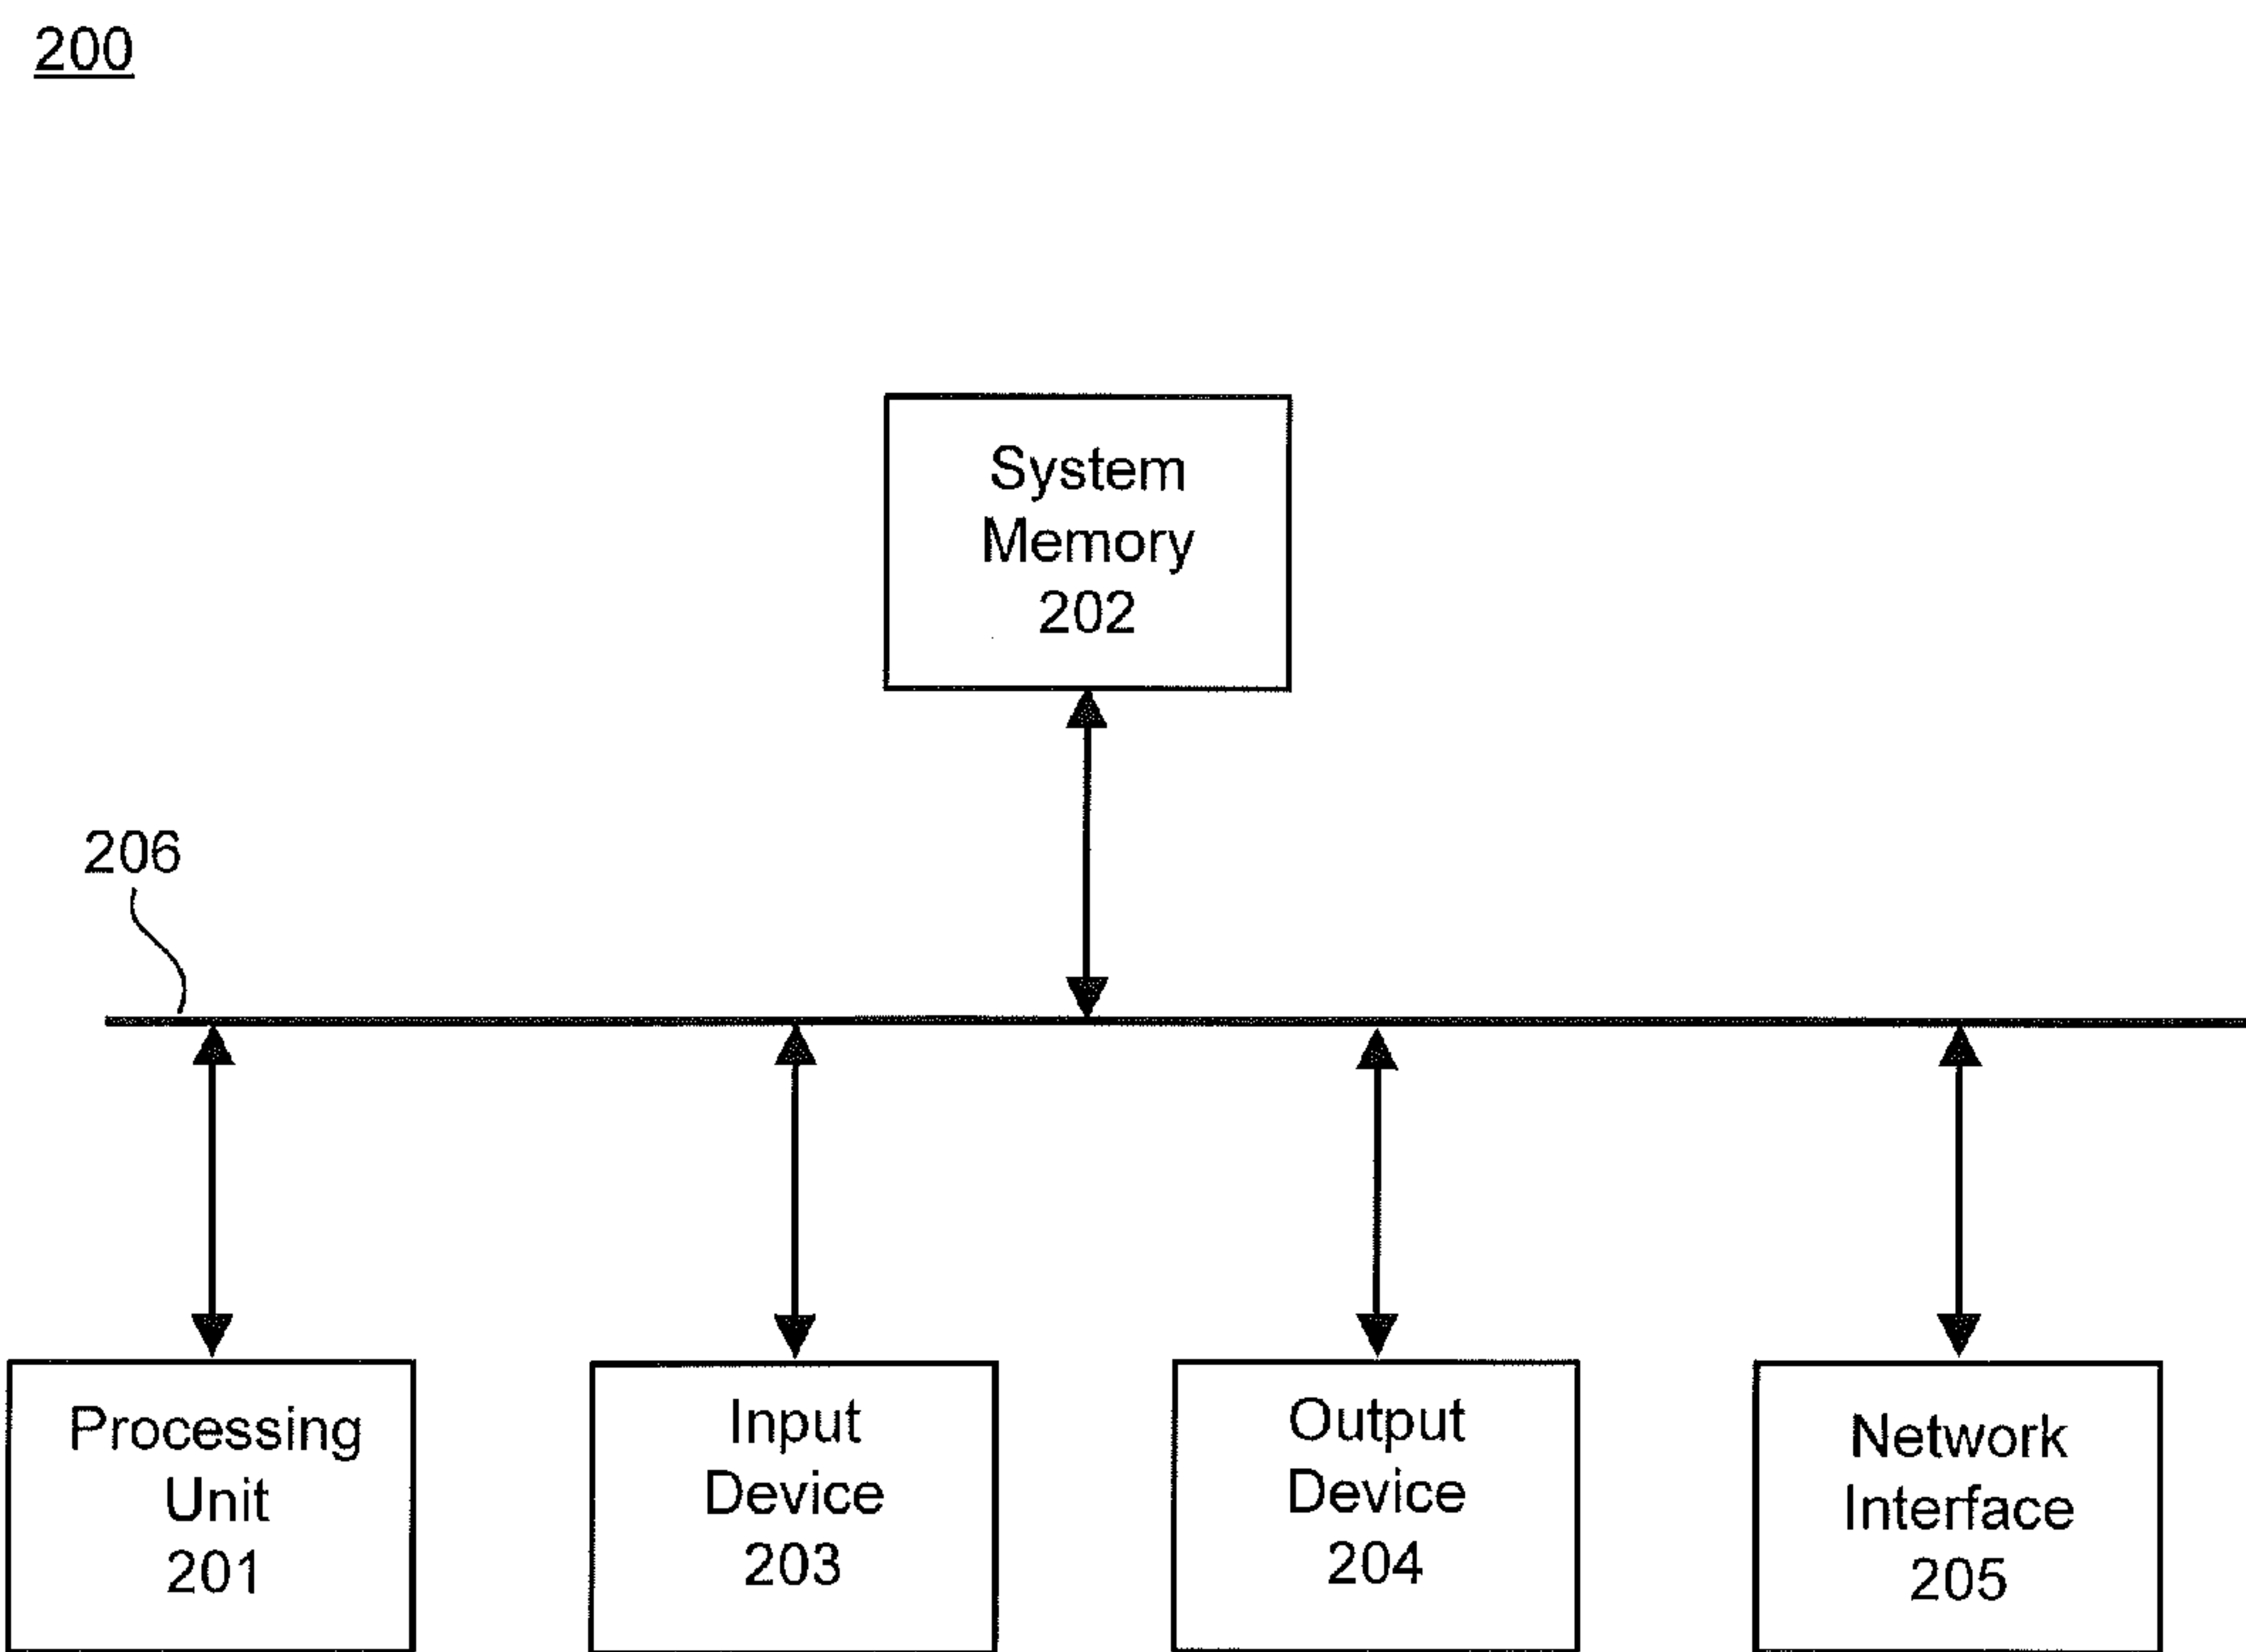 200
System
Memory
202
206
Processing
Unit
201
Input
Device
203
Output
Device
204
Network
Interface
205